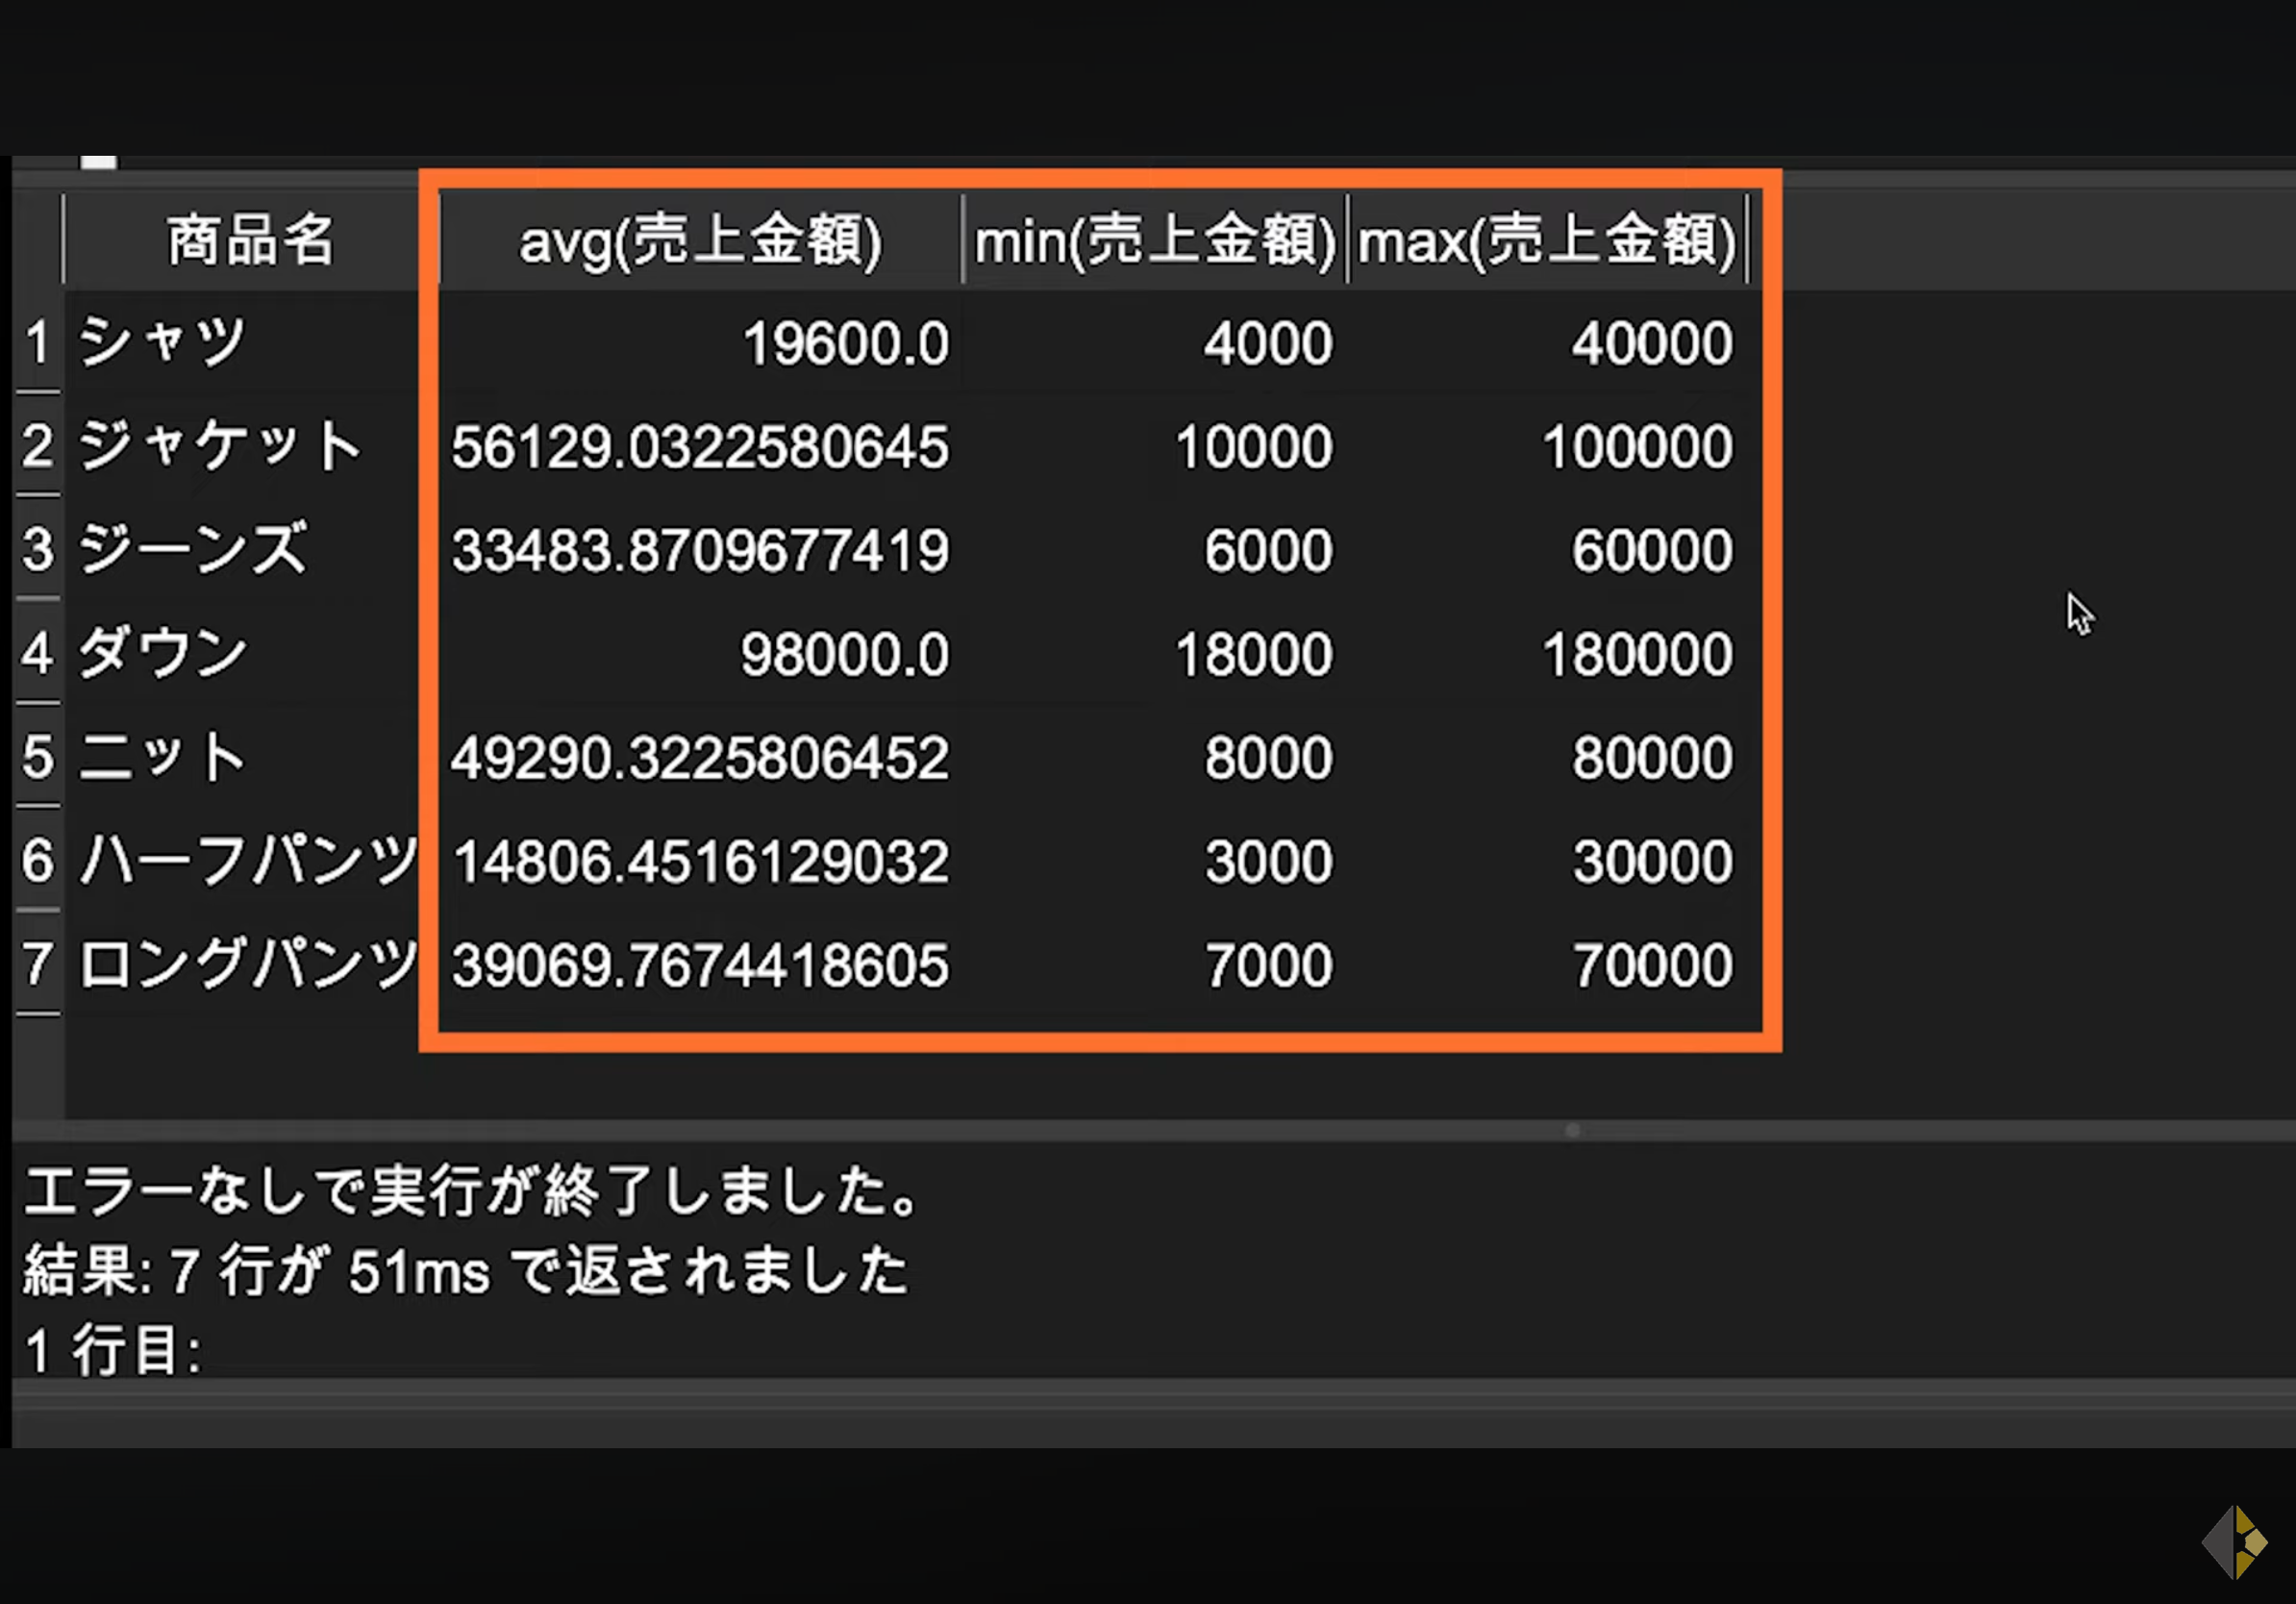 商品名 avg(売上金額) min(売上金額) max(売上金額)
1 シャツ 19600.0 4000 40000
2 ジャケット 56129.0322580645 10000 100000
3 ジーンズ 33483.8709677419 6000 60000
4 ダウン 98000.0 18000 180000
5 ニット 49290.3225806452 8000 80000
6 ハーフパンツ 14806.4516129032 3000 30000
7 ロングパンツ 39069.7674418605 7000 70000
エラーなしで実行が終了しました。
結果: 7 行が 51ms で返されました
1 行目: